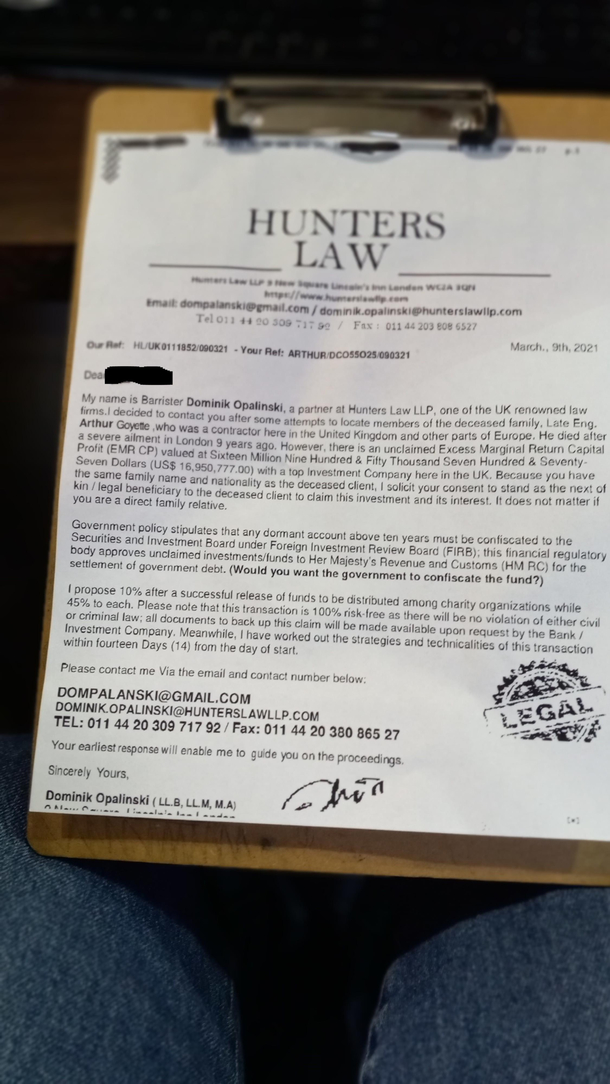 p.1
HUNTERS
LAW
Hunters Law LLP 9 New Square Lincoln's Inn London WC2A 3QN
https://www.hunterslawllp.com
Email: dompalanski@gmail.com / dominik.opalinski@hunterslawllp.com
Tel 011 44 20 309 717 92 / Fax: 011 44 203 808 6527
Our Ref: HL/UK0111852/090321 - Your Ref: ARTHUR/DCO55O25/090321
March., 9th, 2021
Dea
My name is Barrister Dominik Opalinski, a partner at Hunters Law LLP, one of the UK renowned law
firms.I decided to contact you after some attempts to locate members of the deceased family, Late Eng.
Arthur Goyette ,who was a contractor here in the United Kingdom and other parts of Europe. He died after
a severe ailment in London 9 years ago. However, there is an unclaimed Excess Marginal Return Capital
Profit (EMR CP) valued at Sixteen Million Nine Hundred & Fifty Thousand Seven Hundred & Seventy-
Seven Dollars (US$ 16,950,777.00) with a top Investment Company here in the UK. Because you have
the same family name and nationality as the deceased client, I solicit your consent to stand as the next of
kin / legal beneficiary to the deceased client to claim this investment and its interest. It does not matter if
you are a direct family relative.
Government policy stipulates that any dormant account above ten years must be confiscated to the
Securities and Investment Board under Foreign Investment Review Board (FIRB); this financial regulatory
body approves unclaimed investments/funds to Her Majesty's Revenue and Customs (HM RC) for the
settlement of government debt. (Would you want the government to confiscate the fund?)
I propose 10% after a successful release of funds to be distributed among charity organizations while
45% to each. Please note that this transaction is 100% risk-free as there will be no violation of either civil
or criminal law; all documents to back up this claim will be made available upon request by the Bank /
Investment Company. Meanwhile, I have worked out the strategies and technicalities of this transaction
within fourteen Days (14) from the day of start.
Please contact me Via the email and contact number below:
DOMPALANSKI@GMAIL.COM
DOMINIK.OPALINSKI@HUNTERSLAWLLP.COM
TEL: 011 44 20 309 717 92 / Fax: 011 44 20 380 865 27
LEGAL
Your earliest response will enable me to guide you on the proceedings.
Sincerely Yours,
Dominik Opalinski ( LL.B, LL.M, M.A)